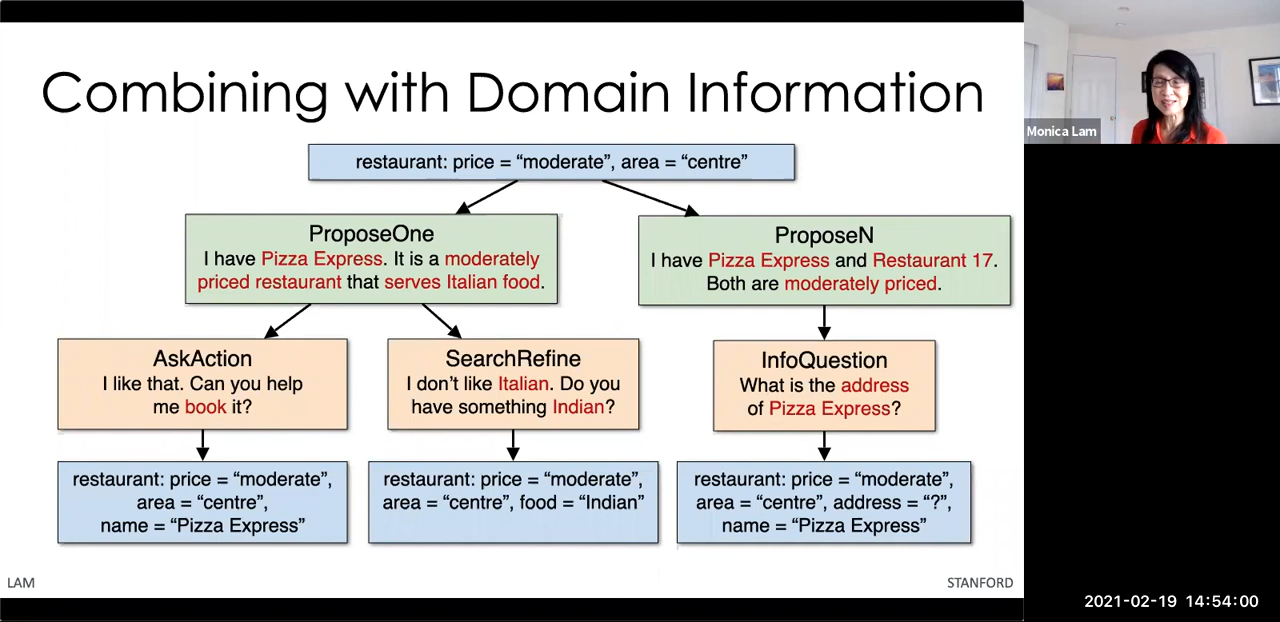 Combining with Domain Information
restaurant: price = “moderate”, area = “centre”
ProposeOne
I have Pizza Express. It is a moderately
priced restaurant that serves Italian food.
ProposeN
I have Pizza Express and Restaurant 17.
Both are moderately priced.
AskAction
I like that. Can you help
me book it?
SearchRefine
I don’t like Italian. Do you
have something Indian?
InfoQuestion
What is the address
of Pizza Express?
restaurant: price = “moderate”,
area = “centre”,
name = “Pizza Express”
restaurant: price = “moderate”,
area = “centre”, food = “Indian”
restaurant: price = “moderate”,
area = “centre”, address = “?”,
name = “Pizza Express”
LAM
STANFORD
Monica Lam
2021-02-19 14:54:00